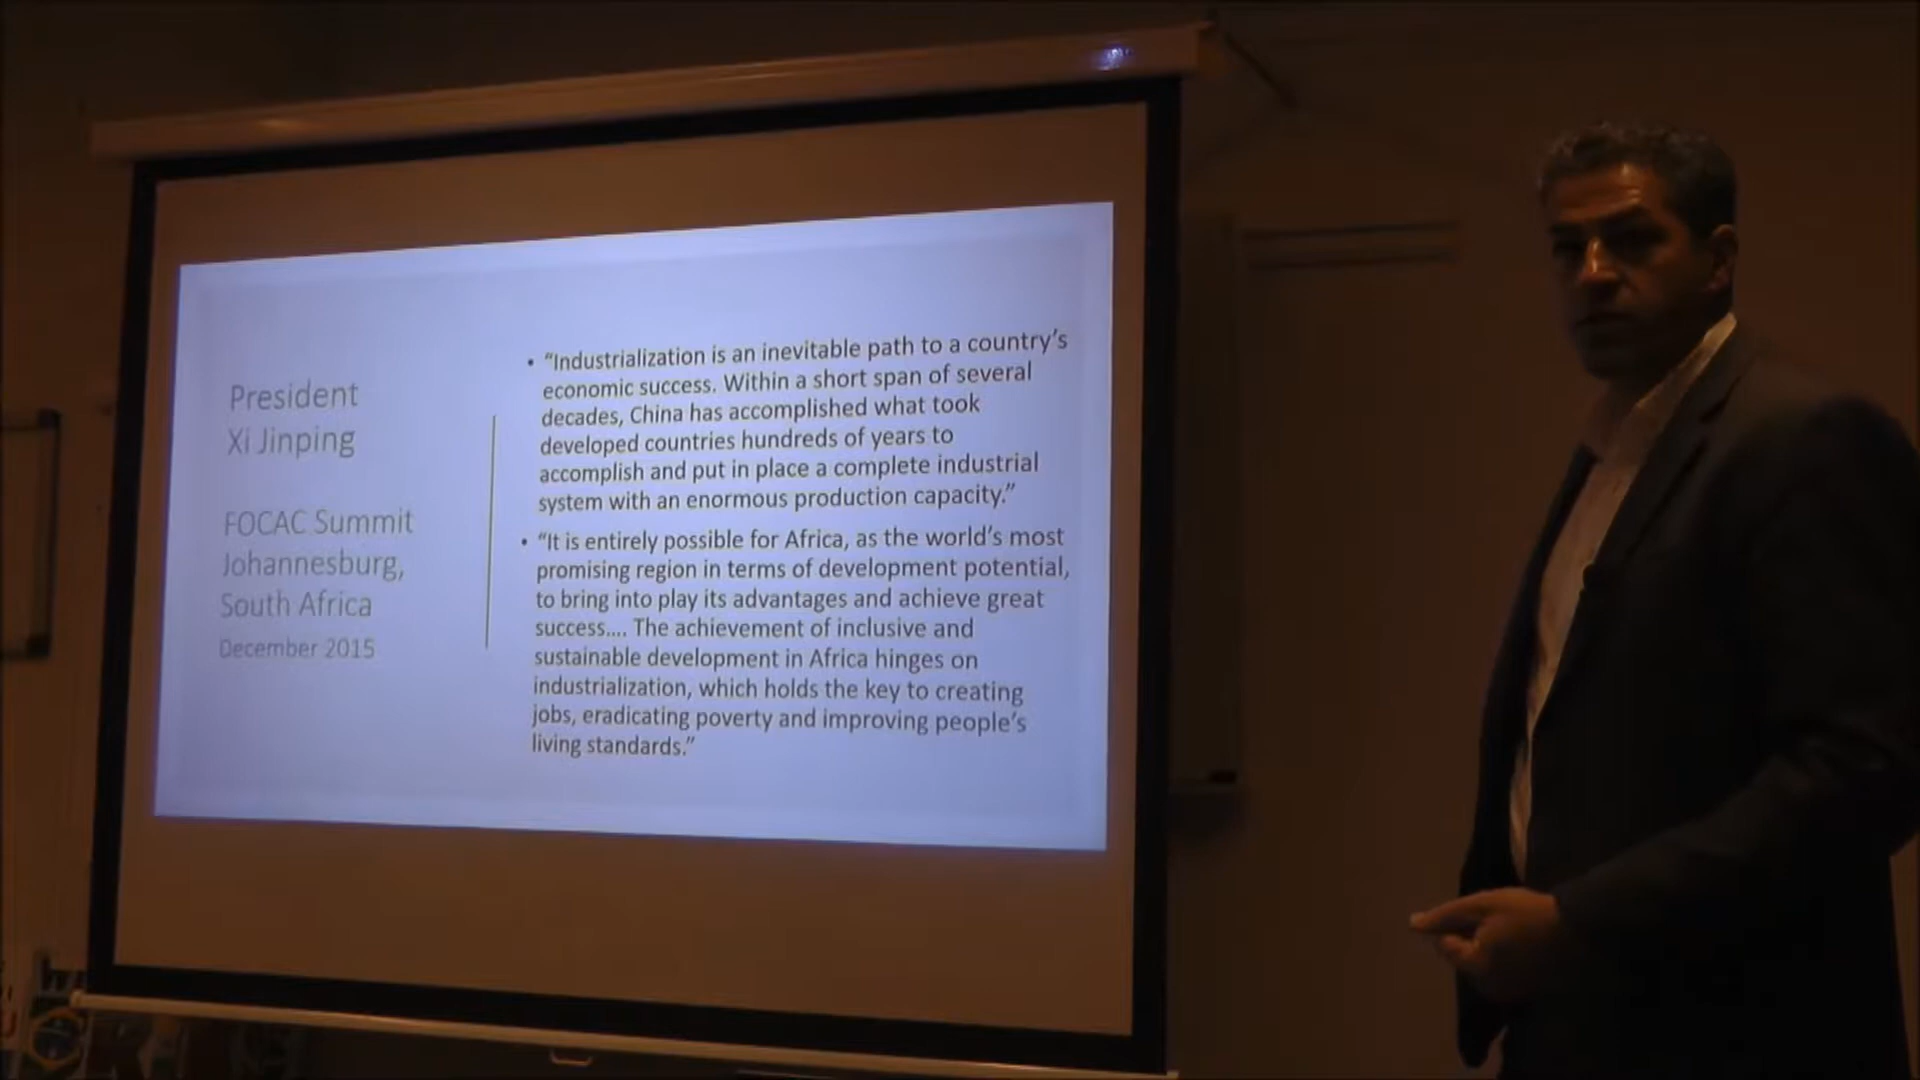 President
Xi Jinping
FOCAC Summit
Johannesburg,
South Africa
December 2015
• “Industrialization is an inevitable path to a country’s
economic success. Within a short span of several
decades, China has accomplished what took
developed countries hundreds of years to
accomplish and put in place a complete industrial
system with an enormous production capacity.”
• “It is entirely possible for Africa, as the world’s most
promising region in terms of development potential,
to bring into play its advantages and achieve great
success.... The achievement of inclusive and
sustainable development in Africa hinges on
industrialization, which holds the key to creating
jobs, eradicating poverty and improving people’s
living standards.”